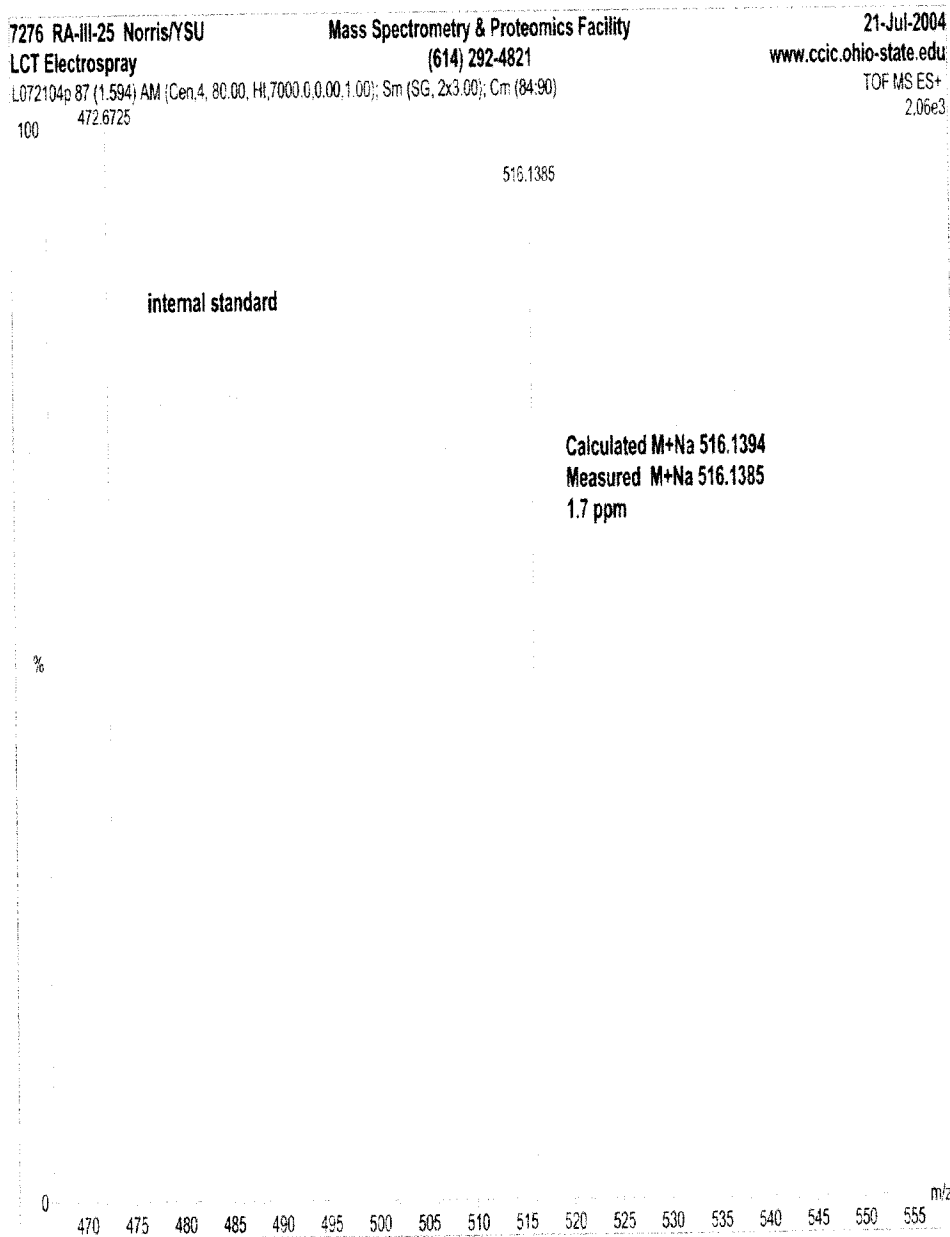 7276 RA-III-25 Norris/YSU Mass Spectrometry & Proteomics Facility 21-Jul-2004
LCT Electrospray (614) 292-4821 www.ccic.ohio-state.edu
L072104p 87 (1.594) AM (Cen,4, 80.00, Ht,7000.0,0.00,1.00); Sm (SG, 2x3.00); Cm (84:90) TOF MS ES+
100 472.6725 2.06e3
516.1385
internal standard
Calculated M+Na 516.1394
Measured M+Na 516.1385
1.7 ppm
%
0 m/z
470 475 480 485 490 495 500 505 510 515 520 525 530 535 540 545 550 555